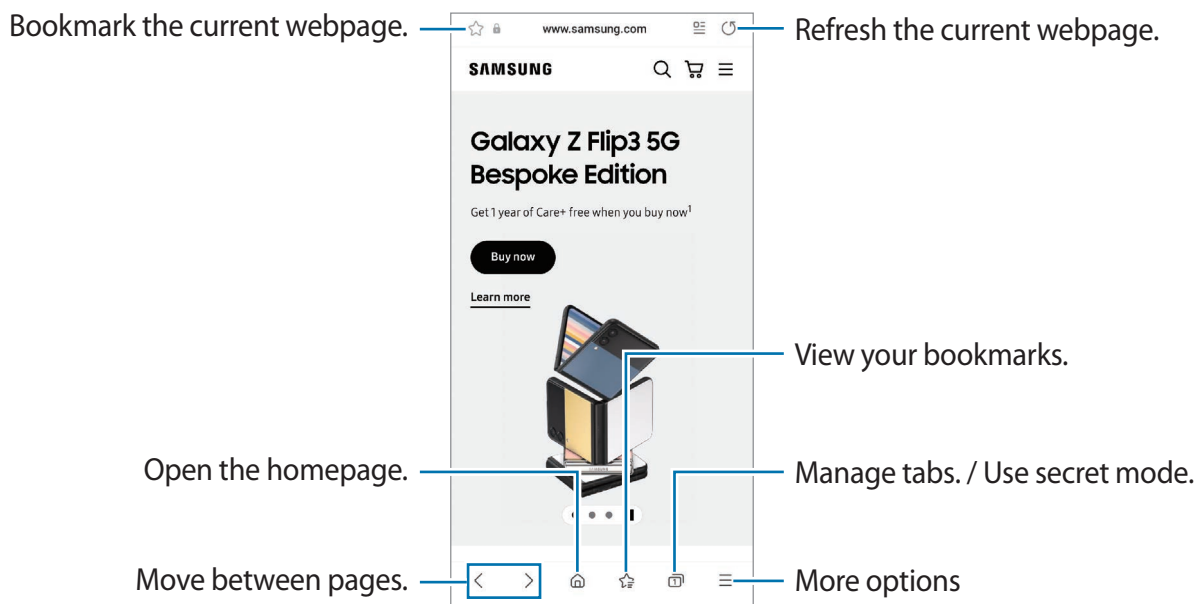 Bookmark the current webpage.
www.samsung.com
Refresh the current webpage.
SAMSUNG
Galaxy Z Flip3 5G
Bespoke Edition
Get 1 year of Care+ free when you buy now1
Buy now
Learn more
View your bookmarks.
Open the homepage.
Manage tabs. / Use secret mode.
Move between pages.
1
More options